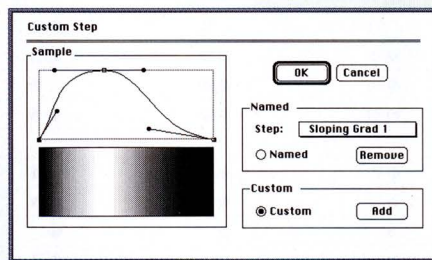 Custom Step
Sample
OK
Cancel
Named
Step: Sloping Grad 1
Named
Remove
Custom
Custom
Add